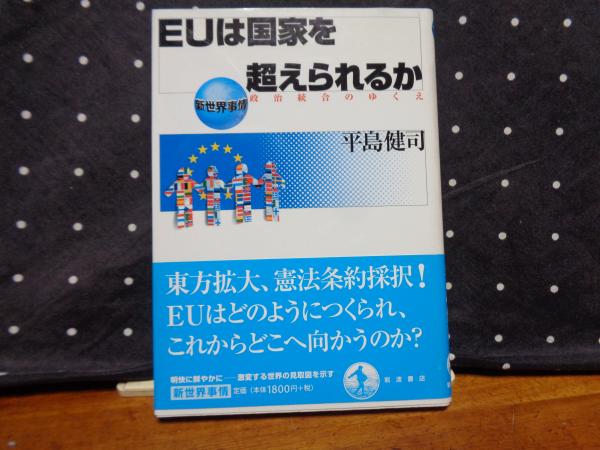 EUは国家を
超えられるか
新世界事情
政治統合のゆくえ
平島健司
東方拡大、憲法条約採択!
EUはどのようにつくられ、
これからどこへ向かうのか?
明快に鮮やかに──激変する世界の見取図を示す
新世界事情 定価(本体1800円+税)
岩波書店